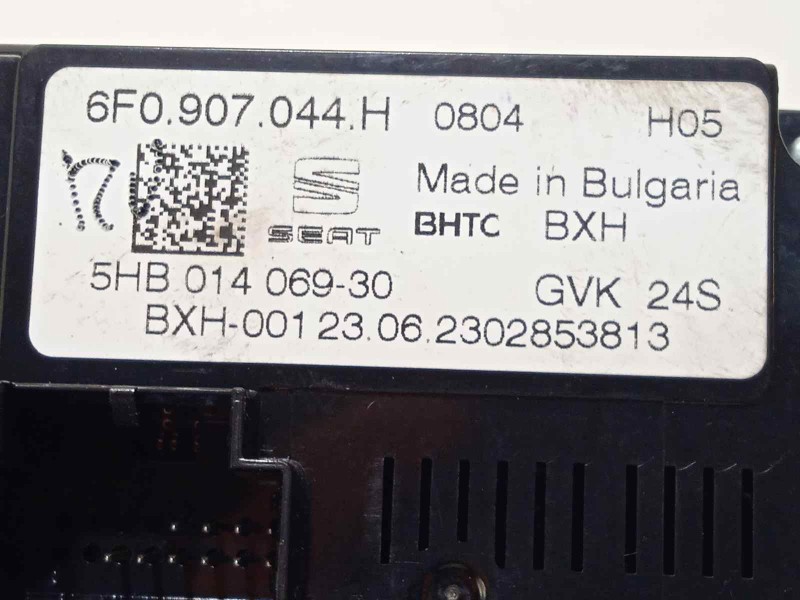 6F0.907.044.H 0804 H05
Made in Bulgaria
SEAT BHTC BXH
5HB 014 069-30 GVK 24S
BXH-001 23.06.2302853813